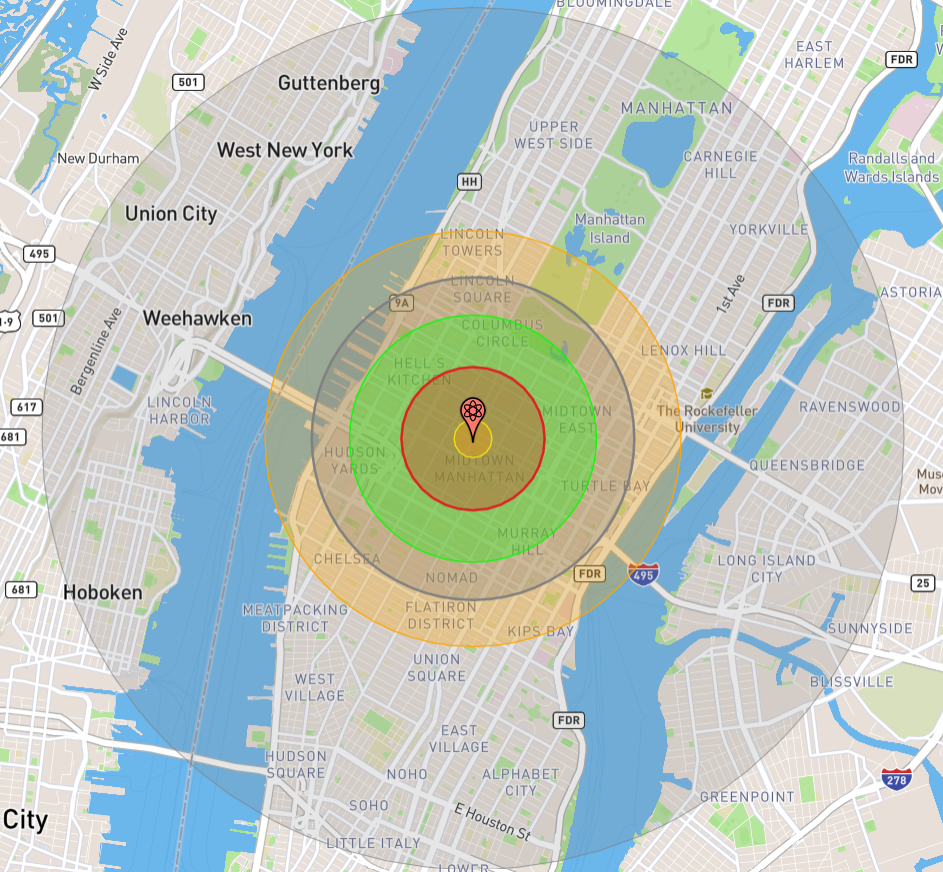 BLOOMINGDALE
W Side Ave
EAST
HARLEM
FDR
501
Guttenberg
MANHATTAN
UPPER
WEST SIDE
West New York
New Durham
CARNEGIE
HILL
Randalls and
Wards Islands
HH
Union City
Manhattan
Island
YORKVILLE
LINCOLN
TOWERS
495
LINCOLN
SQUARE
1st Ave
ASTORIA
9A
FDR
1-9
501
Weehawken
COLUMBUS
CIRCLE
Bergenline Ave
LENOX HILL
HELL'S
KITCHEN
617
LINCOLN
HARBOR
MIDTOWN
EAST
The Rockefeller
University
RAVENSWOOD
681
HUDSON
YARDS
MIDTOWN
MANHATTAN
QUEENSBRIDGE
TURTLE BAY
MURRAY
HILL
CHELSEA
NOMAD
FDR
495
LONG ISLAND
CITY
25
681
Hoboken
MEATPACKING
DISTRICT
FLATIRON
DISTRICT
KIPS BAY
SUNNYSIDE
UNION
SQUARE
WEST
VILLAGE
BLISSVILLE
FDR
EAST
VILLAGE
HUDSON
SQUARE
NOHO
ALPHABET
CITY
278
GREENPOINT
SOHO
E Houston St
City
LITTLE ITALY
LOWER